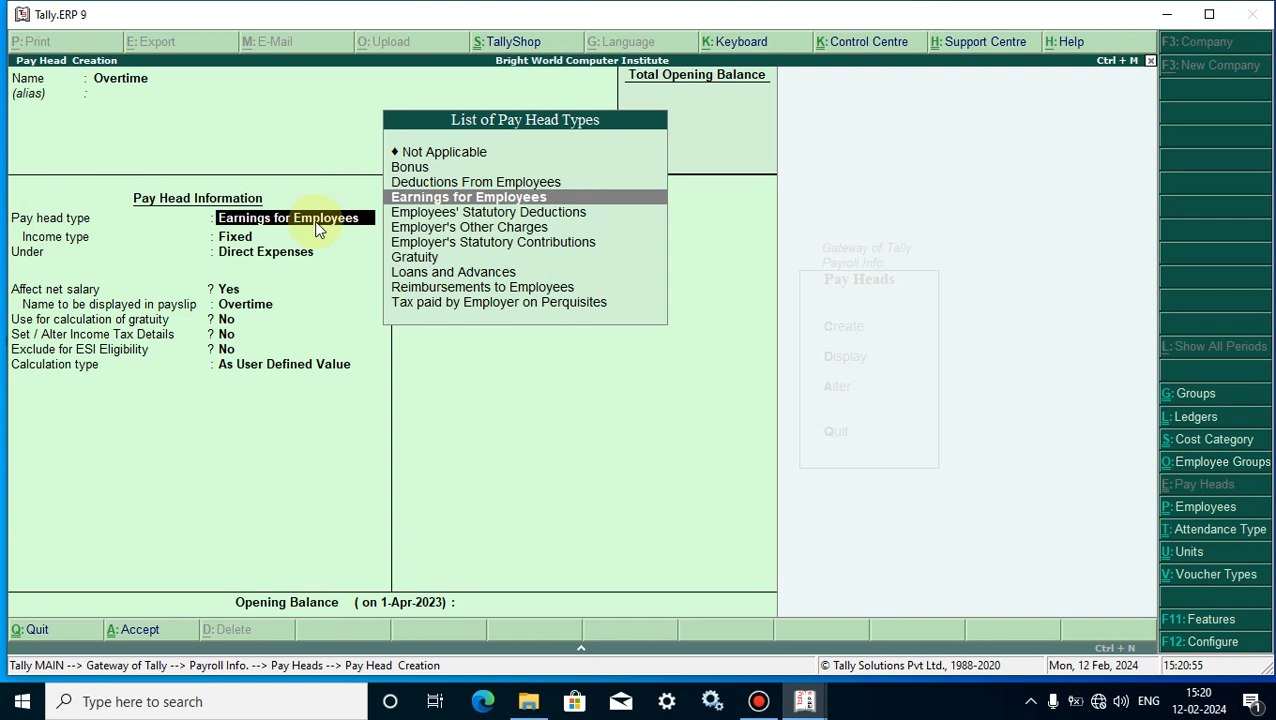 Tally.ERP 9
P: Print E: Export M: E-Mail O: Upload S: TallyShop G: Language K: Keyboard K: Control Centre H: Support Centre H: Help
F3: Company
Pay Head Creation Bright World Computer Institute Ctrl + M
F3: New Company
Name : Overtime
(alias) :
Total Opening Balance
List of Pay Head Types
♦ Not Applicable
Bonus
Deductions From Employees
Earnings for Employees
Employees' Statutory Deductions
Employer's Other Charges
Employer's Statutory Contributions
Gratuity
Loans and Advances
Reimbursements to Employees
Tax paid by Employer on Perquisites
Pay Head Information
Pay head type : Earnings for Employees
Income type : Fixed
Under : Direct Expenses
Affect net salary ? Yes
Name to be displayed in payslip : Overtime
Use for calculation of gratuity ? No
Set / Alter Income Tax Details ? No
Exclude for ESI Eligibility ? No
Calculation type : As User Defined Value
Gateway of Tally
Payroll Info.
Pay Heads
Create
Display
Alter
Quit
L: Show All Periods
G: Groups
L: Ledgers
S: Cost Category
O: Employee Groups
E: Pay Heads
P: Employees
T: Attendance Type
U: Units
V: Voucher Types
F11: Features
F12: Configure
Opening Balance ( on 1-Apr-2023) :
Q: Quit A: Accept D: Delete
Ctrl + N
Tally MAIN --> Gateway of Tally --> Payroll Info. --> Pay Heads --> Pay Head Creation © Tally Solutions Pvt Ltd., 1988-2020 Mon, 12 Feb, 2024 15:20:55
Type here to search
ENG
15:20
12-02-2024
1